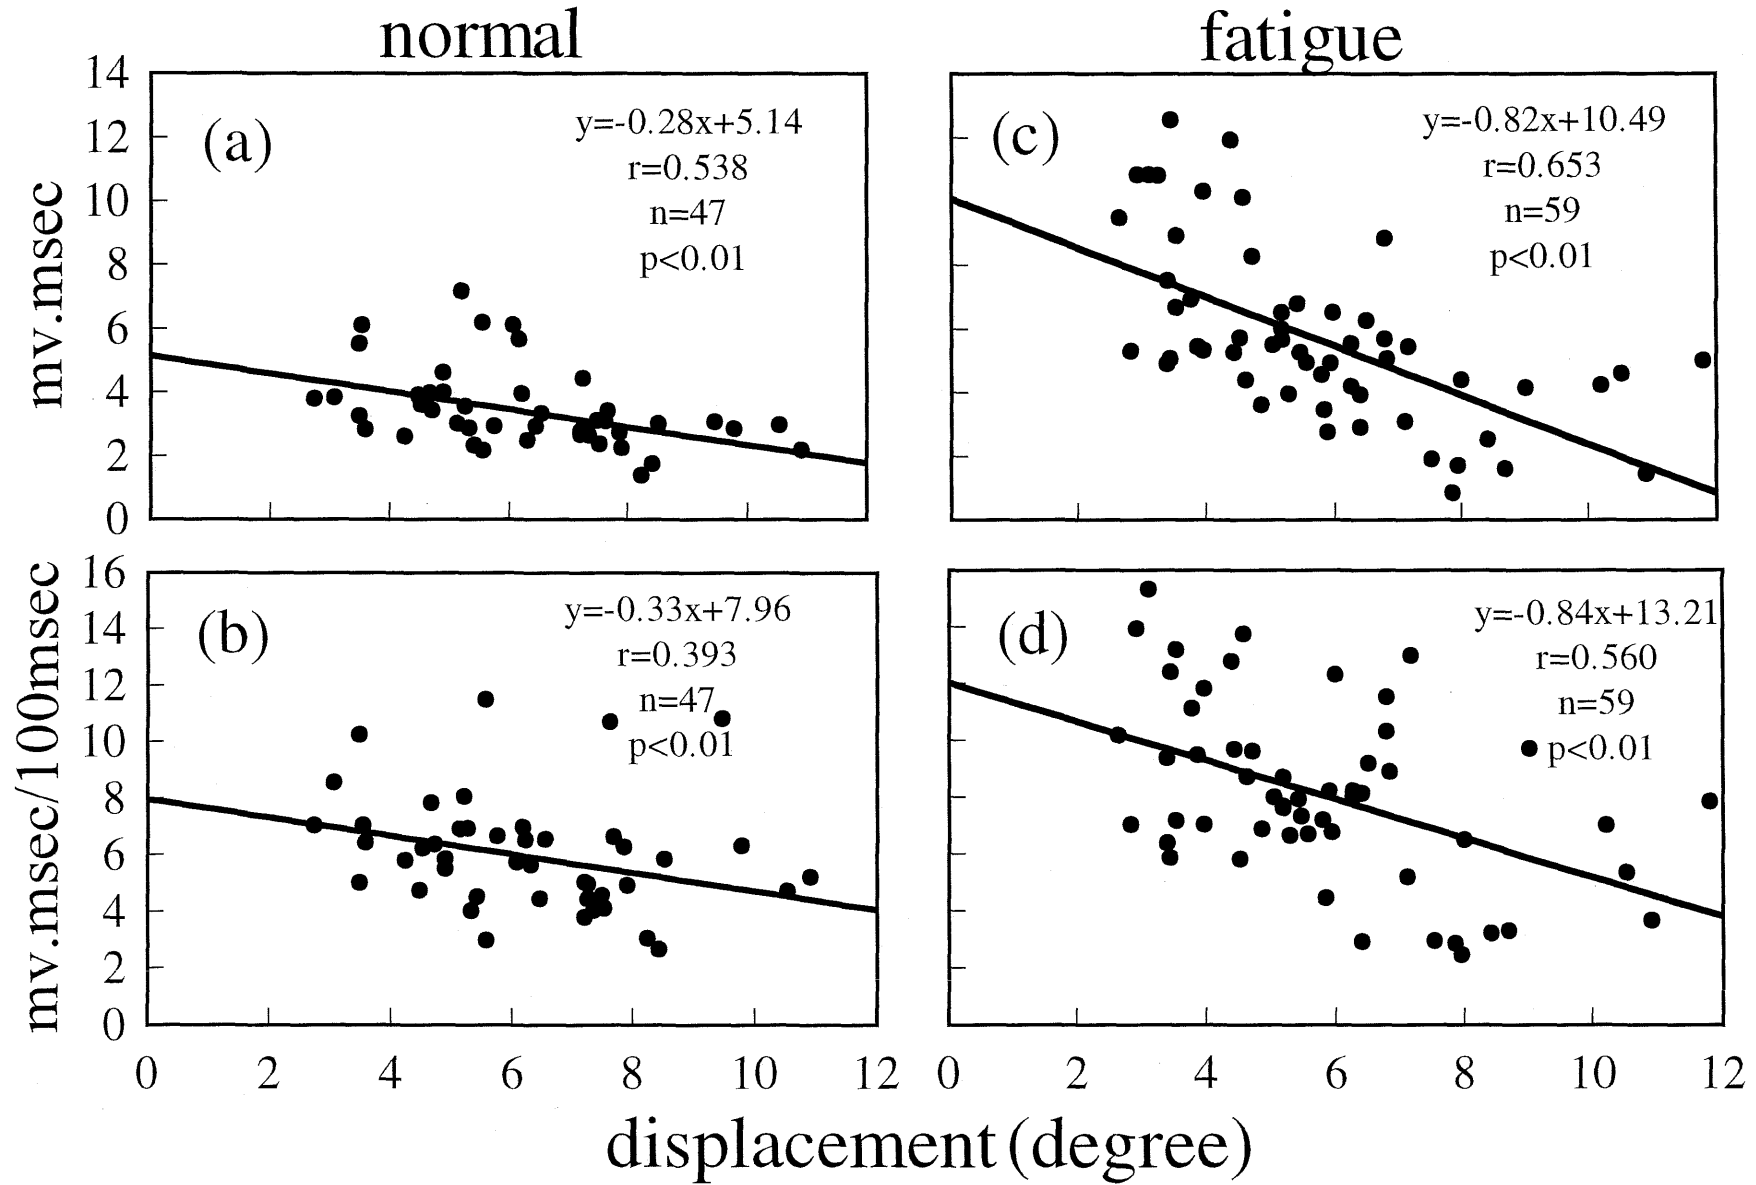 normal
fatigue
14
12
10
8
6
4
2
0
mv.msec
(a)
y=-0.28x+5.14
r=0.538
n=47
p<0.01
(c)
y=-0.82x+10.49
r=0.653
n=59
p<0.01
16
14
12
10
8
6
4
2
0
mv.msec/100msec
(b)
y=-0.33x+7.96
r=0.393
n=47
p<0.01
(d)
y=-0.84x+13.21
r=0.560
n=59
p<0.01
0 2 4 6 8 10 12
0 2 4 6 8 10 12
displacement (degree)